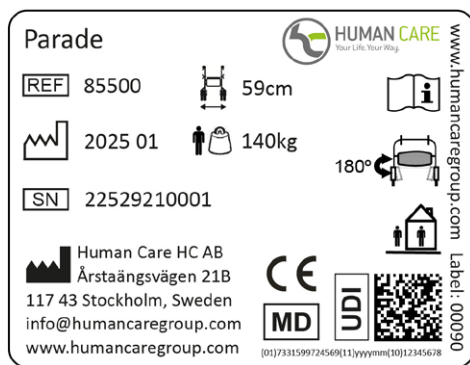 Parade
HUMAN CARE
Your Life. Your Way.
REF 85500
59cm
2025 01
140kg
180°
SN 22529210001
Human Care HC AB
Årstaängsvägen 21B
117 43 Stockholm, Sweden
info@humancaregroup.com
www.humancaregroup.com
CE
MD
UDI
(01)7331599724569(11)yyyymm(10)12345678
www.humancaregroup.com Label: 00090